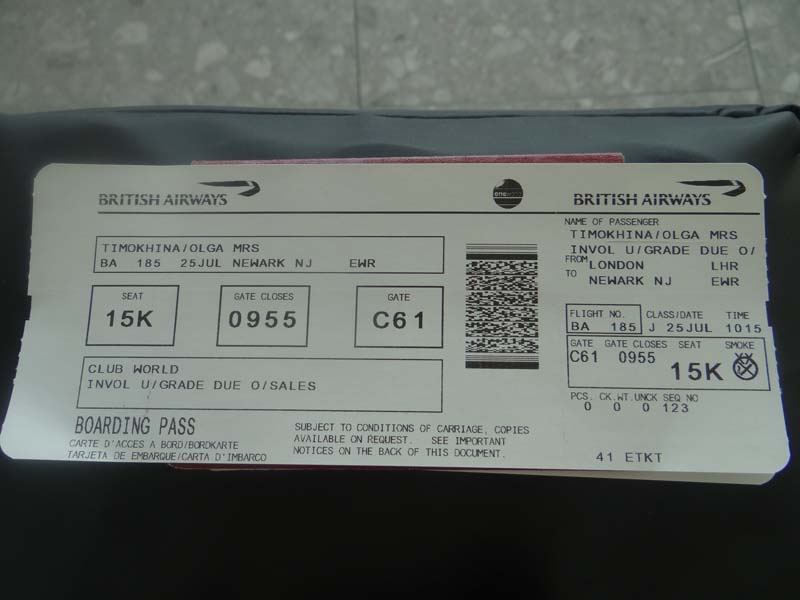 BRITISH AIRWAYS
TIMOKHINA/OLGA MRS
BA 185 25JUL NEWARK NJ EWR
SEAT
15K
GATE CLOSES
0955
GATE
C61
CLUB WORLD
INVOL U/GRADE DUE O/SALES
BOARDING PASS
CARTE D'ACCES A BORD/BORDKARTE
TARJETA DE EMBARQUE/CARTA D'IMBARCO
SUBJECT TO CONDITIONS OF CARRIAGE, COPIES
AVAILABLE ON REQUEST. SEE IMPORTANT
NOTICES ON THE BACK OF THIS DOCUMENT.
oneworld
BRITISH AIRWAYS
NAME OF PASSENGER
TIMOKHINA/OLGA MRS
INVOL U/GRADE DUE O/
FROM LONDON LHR
TO NEWARK NJ EWR
FLIGHT NO. CLASS/DATE TIME
BA 185 J 25JUL 1015
GATE GATE CLOSES SEAT SMOKE
C61 0955 15K
PCS. CK.WT. UNCK SEQ NO
0 0 0 123
41 ETKT